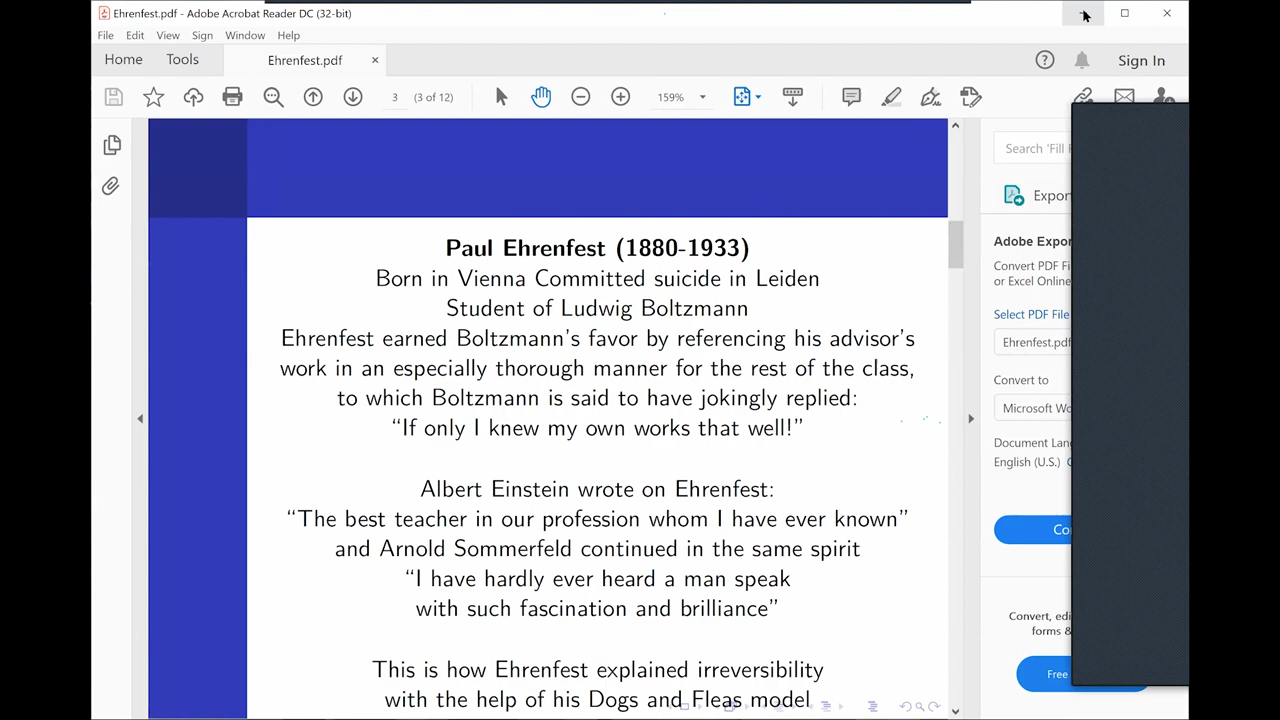 Ehrenfest.pdf - Adobe Acrobat Reader DC (32-bit)
File Edit View Sign Window Help
Home Tools Ehrenfest.pdf × Sign In
3 (3 of 12) 159%
Search 'Fill
Export
Adobe Expor
Convert PDF Fi
or Excel Online
Select PDF File
Ehrenfest.pdf
Convert to
Microsoft Wo
Document Lan
English (U.S.)
Co
Convert, edi
forms &
Free
Paul Ehrenfest (1880-1933)
Born in Vienna Committed suicide in Leiden
Student of Ludwig Boltzmann
Ehrenfest earned Boltzmann's favor by referencing his advisor's
work in an especially thorough manner for the rest of the class,
to which Boltzmann is said to have jokingly replied:
“If only I knew my own works that well!”
Albert Einstein wrote on Ehrenfest:
“The best teacher in our profession whom I have ever known”
and Arnold Sommerfeld continued in the same spirit
“I have hardly ever heard a man speak
with such fascination and brilliance”
This is how Ehrenfest explained irreversibility
with the help of his Dogs and Fleas model